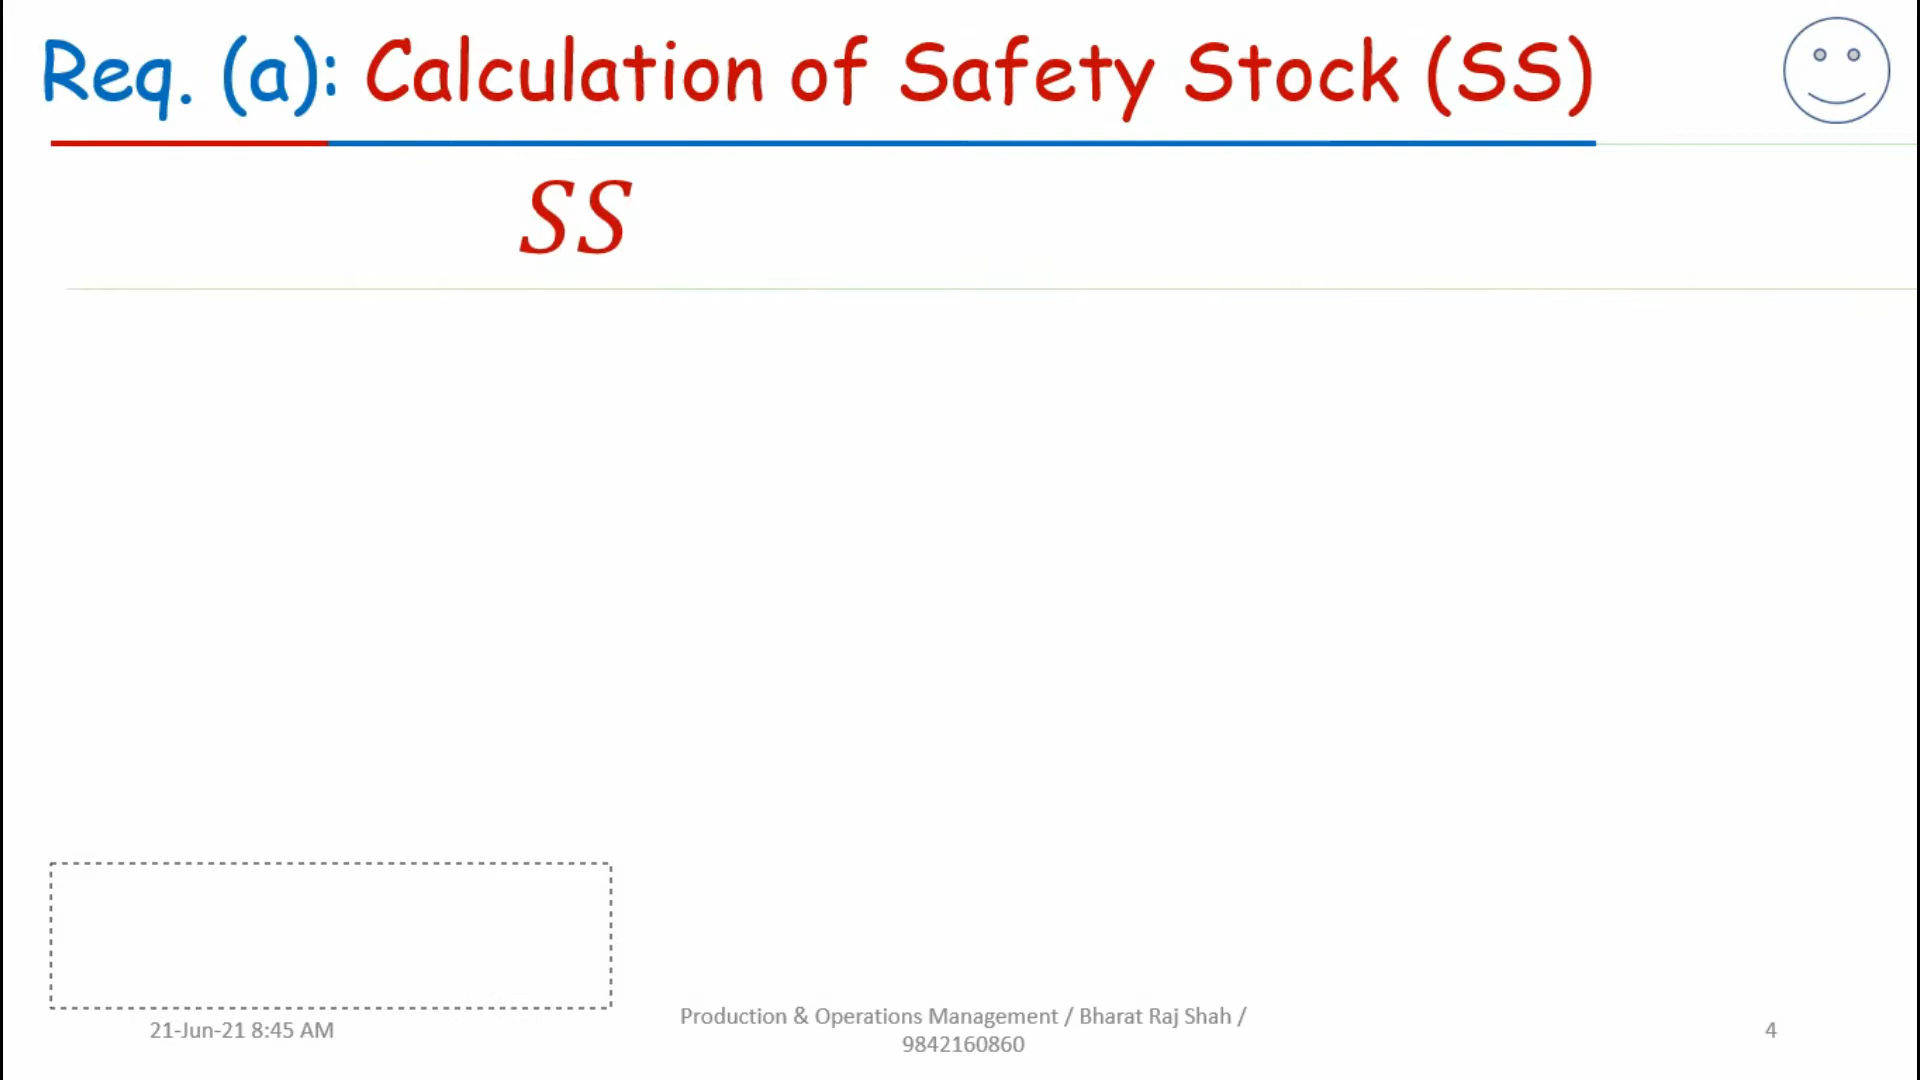 Req. (a): Calculation of Safety Stock (SS)
SS
21-Jun-21 8:45 AM
Production & Operations Management / Bharat Raj Shah /
9842160860
4